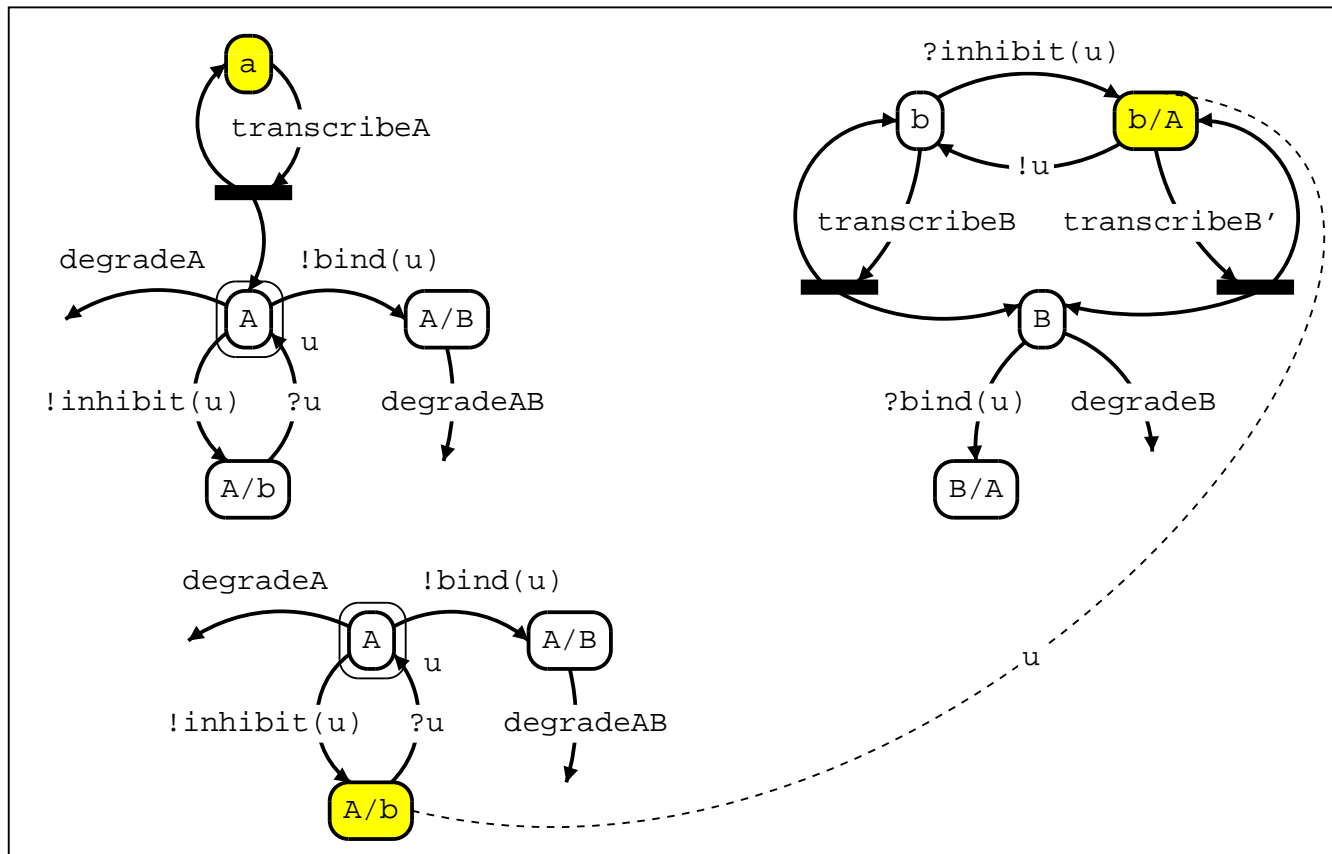 a
transcribeA
degradeA
!bind(u)
A
u
A/B
!inhibit(u)
?u
degradeAB
A/b
?inhibit(u)
b
b/A
!u
transcribeB
transcribeB’
B
?bind(u)
degradeB
B/A
degradeA
!bind(u)
A
u
A/B
!inhibit(u)
?u
degradeAB
A/b
u